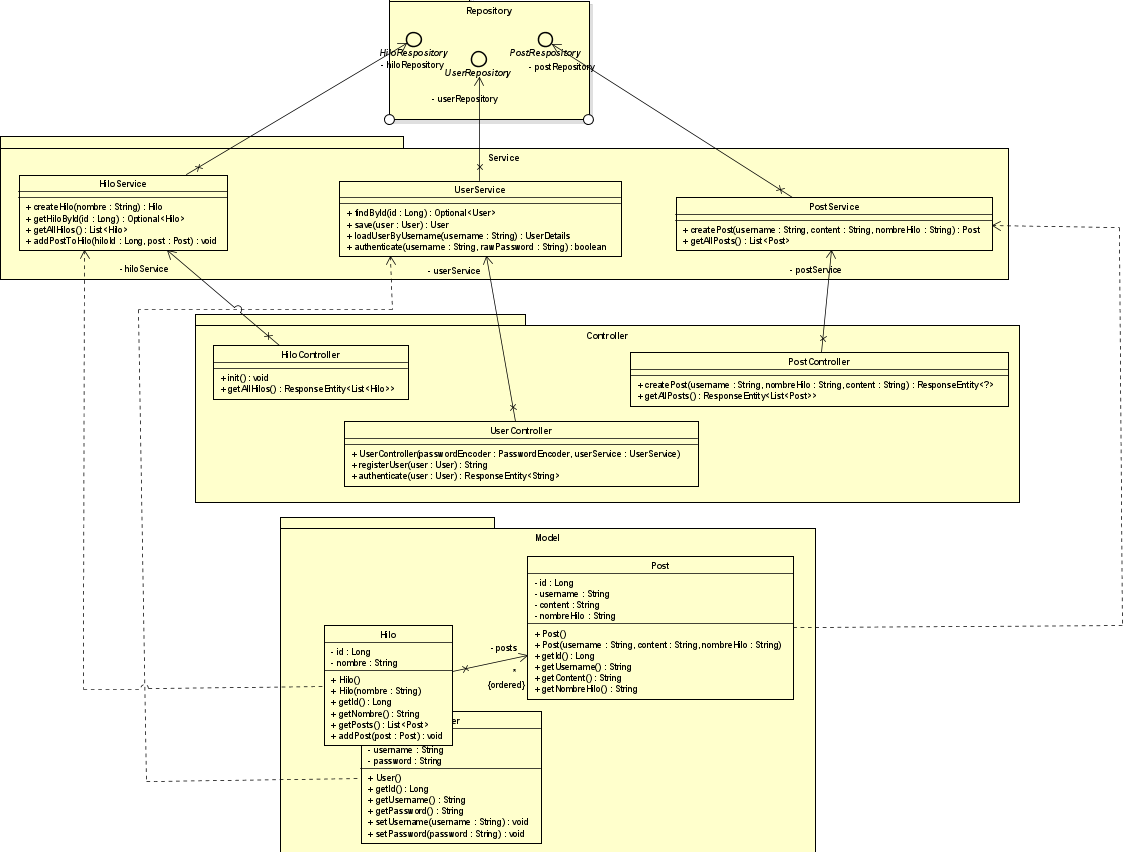 Repository
HiloRespository
- hiloRepository
UserRepository
- userRepository
PostRespository
- postRepository
Service
HiloService
+ createHilo(nombre : String) : Hilo
+ getHiloById(id : Long) : Optional<Hilo>
+ getAllHilos() : List<Hilo>
+ addPostToHilo(hiloId : Long, post : Post) : void
UserService
+ findById(id : Long) : Optional<User>
+ save(user : User) : User
+ loadUserByUsername(username : String) : UserDetails
+ authenticate(username : String, rawPassword : String) : boolean
PostService
+ createPost(username : String, content : String, nombreHilo : String) : Post
+ getAllPosts() : List<Post>
- hiloService
- userService
- postService
Controller
HiloController
+ init() : void
+ getAllHilos() : ResponseEntity<List<Hilo>>
PostController
+ createPost(username : String, nombreHilo : String, content : String) : ResponseEntity<?>
+ getAllPosts() : ResponseEntity<List<Post>>
UserController
+ UserController(passwordEncoder : PasswordEncoder, userService : UserService)
+ registerUser(user : User) : String
+ authenticate(user : User) : ResponseEntity<String>
Model
Post
- id : Long
- username : String
- content : String
- nombreHilo : String
+ Post()
+ Post(username : String, content : String, nombreHilo : String)
+ getId() : Long
+ getUsername() : String
+ getContent() : String
+ getNombreHilo() : String
Hilo
- id : Long
- nombre : String
+ Hilo()
+ Hilo(nombre : String)
+ getId() : Long
+ getNombre() : String
+ getPosts() : List<Post>
+ addPost(post : Post) : void
- posts
*
{ordered}
er
- username : String
- password : String
+ User()
+ getId() : Long
+ getUsername() : String
+ getPassword() : String
+ setUsername(username : String) : void
+ setPassword(password : String) : void